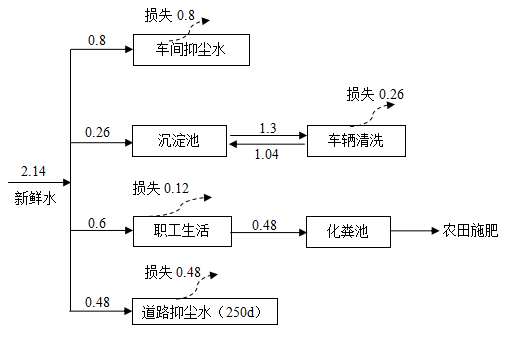 损失 0.8
0.8
车间抑尘水
损失 0.26
0.26
沉淀池
1.3
1.04
车辆清洗
2.14
新鲜水
损失 0.12
0.6
职工生活
0.48
化粪池
农田施肥
损失 0.48
0.48
道路抑尘水（250d）